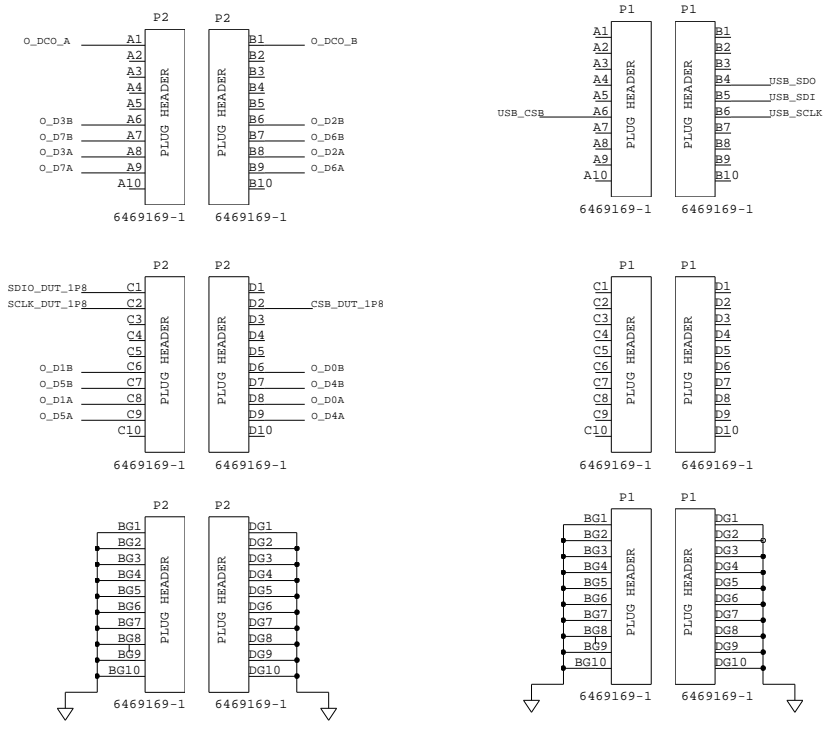 P2 P2
O_DCO_A A1 B1 O_DCO_B
A2 B2
A3 B3
A4 B4
A5 B5
O_D3B A6 B6 O_D2B
O_D7B A7 B7 O_D6B
O_D3A A8 B8 O_D2A
O_D7A A9 B9 O_D6A
A10 B10
PLUG HEADER PLUG HEADER
6469169-1 6469169-1
P1 P1
A1 B1
A2 B2
A3 B3
A4 B4 USB_SDO
A5 B5 USB_SDI
USB_CSB A6 B6 USB_SCLK
A7 B7
A8 B8
A9 B9
A10 B10
PLUG HEADER PLUG HEADER
6469169-1 6469169-1
P2 P2
SDIO_DUT_1P8 C1 D1
SCLK_DUT_1P8 C2 D2 CSB_DUT_1P8
C3 D3
C4 D4
C5 D5
O_D1B C6 D6 O_D0B
O_D5B C7 D7 O_D4B
O_D1A C8 D8 O_D0A
O_D5A C9 D9 O_D4A
C10 D10
PLUG HEADER PLUG HEADER
6469169-1 6469169-1
P1 P1
C1 D1
C2 D2
C3 D3
C4 D4
C5 D5
C6 D6
C7 D7
C8 D8
C9 D9
C10 D10
PLUG HEADER PLUG HEADER
6469169-1 6469169-1
P2 P2
BG1 DG1
BG2 DG2
BG3 DG3
BG4 DG4
BG5 DG5
BG6 DG6
BG7 DG7
BG8 DG8
BG9 DG9
BG10 DG10
PLUG HEADER PLUG HEADER
6469169-1 6469169-1
P1 P1
BG1 DG1
BG2 DG2
BG3 DG3
BG4 DG4
BG5 DG5
BG6 DG6
BG7 DG7
BG8 DG8
BG9 DG9
BG10 DG10
PLUG HEADER PLUG HEADER
6469169-1 6469169-1